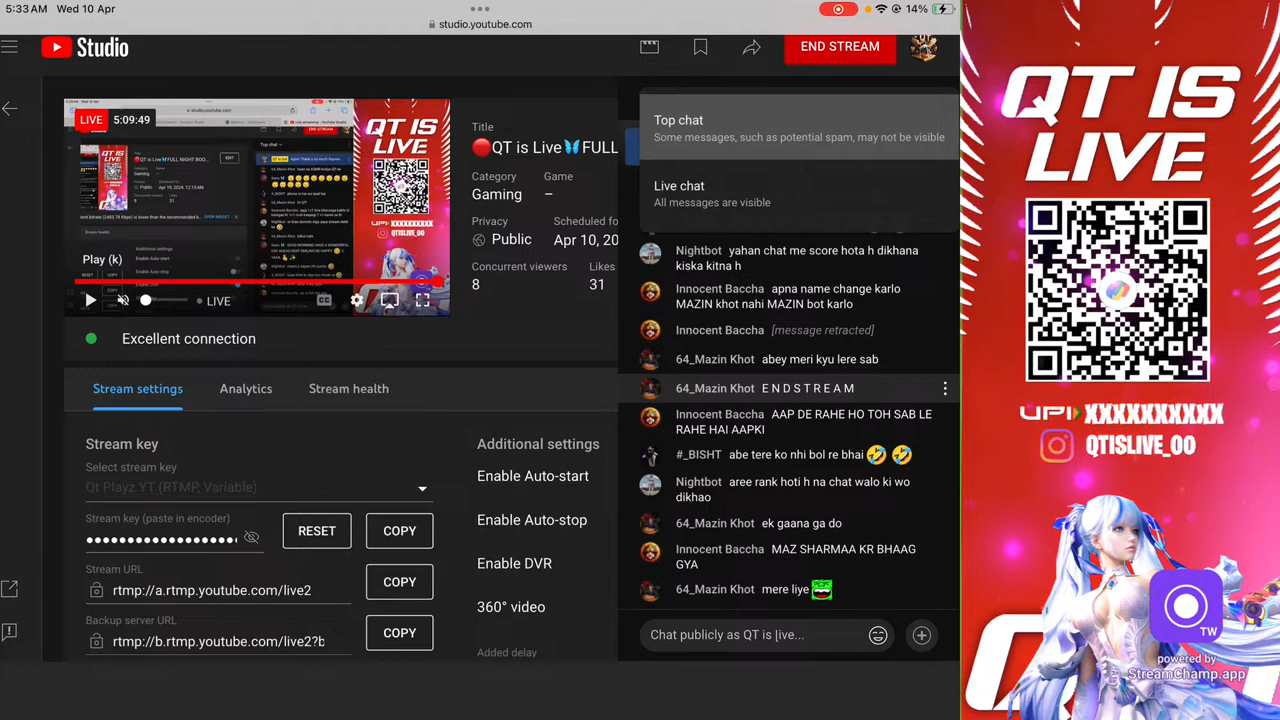 5:33 AM Wed 10 Apr
14%
studio.youtube.com
Studio
END STREAM
LIVE 5:09:49
QT IS
LIVE
Play (k)
LIVE
Excellent connection
Title
🔴QT is Live🦋FULL
Category Game
Gaming –
Privacy Scheduled for
Public Apr 10, 20
Concurrent viewers Likes
8 31
Stream settings Analytics Stream health
Stream key
Select stream key
Qt Playz YT (RTMP, Variable)
Stream key (paste in encoder)
RESET COPY
Stream URL
rtmp://a.rtmp.youtube.com/live2
COPY
Backup server URL
rtmp://b.rtmp.youtube.com/live2?b
COPY
Additional settings
Enable Auto-start
Enable Auto-stop
Enable DVR
360° video
Added delay
Top chat
Some messages, such as potential spam, may not be visible
Live chat
All messages are visible
Nightbot yahan chat me score hota h dikhana
kiska kitna h
Innocent Baccha apna name change karlo
MAZIN khot nahi MAZIN bot karlo
Innocent Baccha [message retracted]
64_Mazin Khot abey meri kyu lere sab
64_Mazin Khot E N D S T R E A M
Innocent Baccha AAP DE RAHE HO TOH SAB LE
RAHE HAI AAPKI
#_BISHT abe tere ko nhi bol re bhai 🤣 🤣
Nightbot aree rank hoti h na chat walo ki wo
dikhao
64_Mazin Khot ek gaana ga do
Innocent Baccha MAZ SHARMAA KR BHAAG
GYA
64_Mazin Khot mere liye
Chat publicly as QT is Live...
QT IS
LIVE
UPI XXXXXXXXXX
QTISLIVE_00
TW
powered by
StreamChamp.app